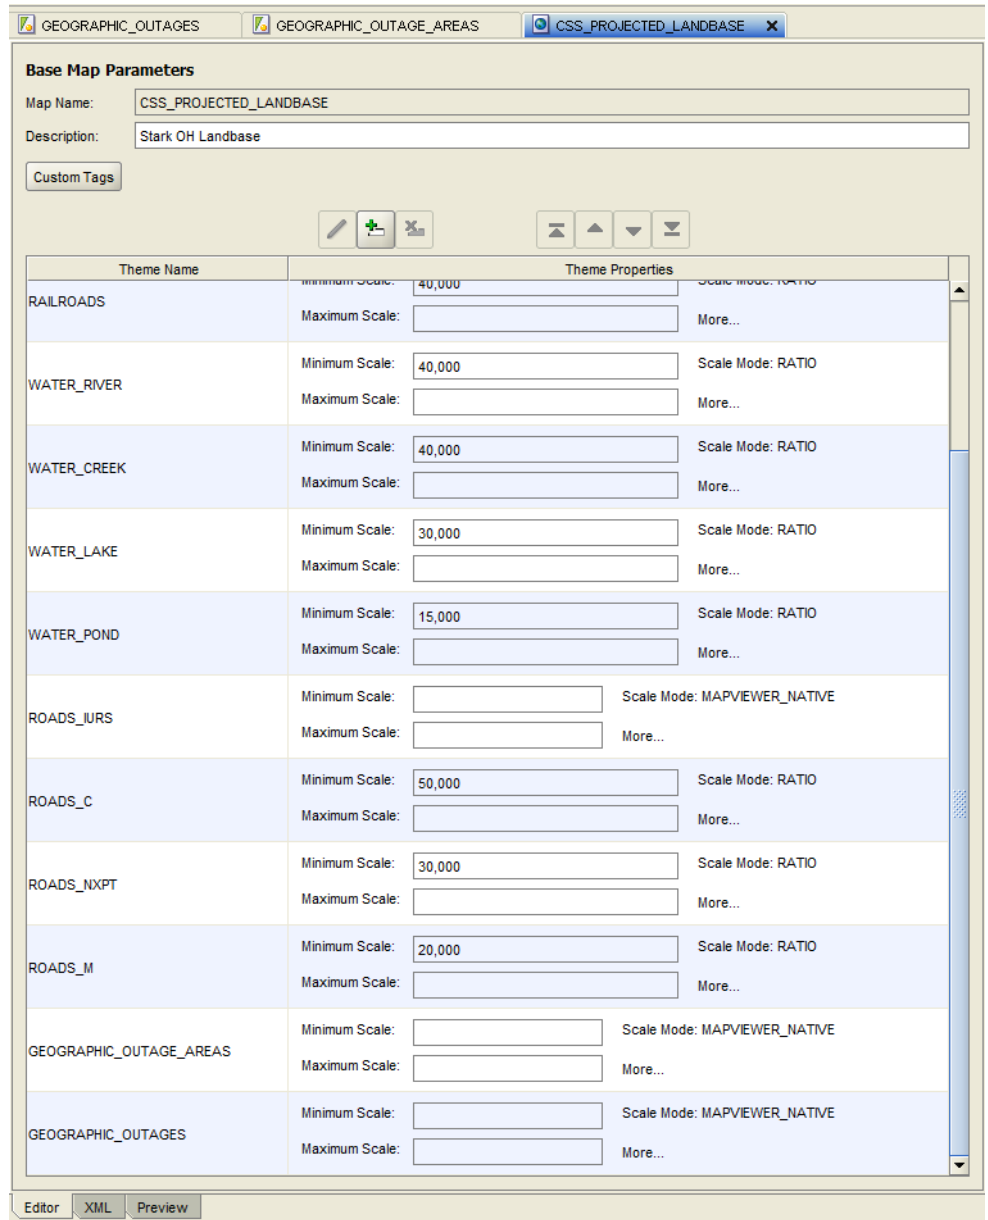 GEOGRAPHIC_OUTAGES GEOGRAPHIC_OUTAGE_AREAS CSS_PROJECTED_LANDBASE X
Base Map Parameters
Map Name: CSS_PROJECTED_LANDBASE
Description: Stark OH Landbase
Custom Tags
Theme Name Theme Properties
RAILROADS
Minimum Scale: 40,000 Scale Mode: RATIO
Maximum Scale: More...
WATER_RIVER
Minimum Scale: 40,000 Scale Mode: RATIO
Maximum Scale: More...
WATER_CREEK
Minimum Scale: 40,000 Scale Mode: RATIO
Maximum Scale: More...
WATER_LAKE
Minimum Scale: 30,000 Scale Mode: RATIO
Maximum Scale: More...
WATER_POND
Minimum Scale: 15,000 Scale Mode: RATIO
Maximum Scale: More...
ROADS_IURS
Minimum Scale: Scale Mode: MAPVIEWER_NATIVE
Maximum Scale: More...
ROADS_C
Minimum Scale: 50,000 Scale Mode: RATIO
Maximum Scale: More...
ROADS_NXPT
Minimum Scale: 30,000 Scale Mode: RATIO
Maximum Scale: More...
ROADS_M
Minimum Scale: 20,000 Scale Mode: RATIO
Maximum Scale: More...
GEOGRAPHIC_OUTAGE_AREAS
Minimum Scale: Scale Mode: MAPVIEWER_NATIVE
Maximum Scale: More...
GEOGRAPHIC_OUTAGES
Minimum Scale: Scale Mode: MAPVIEWER_NATIVE
Maximum Scale: More...
Editor XML Preview